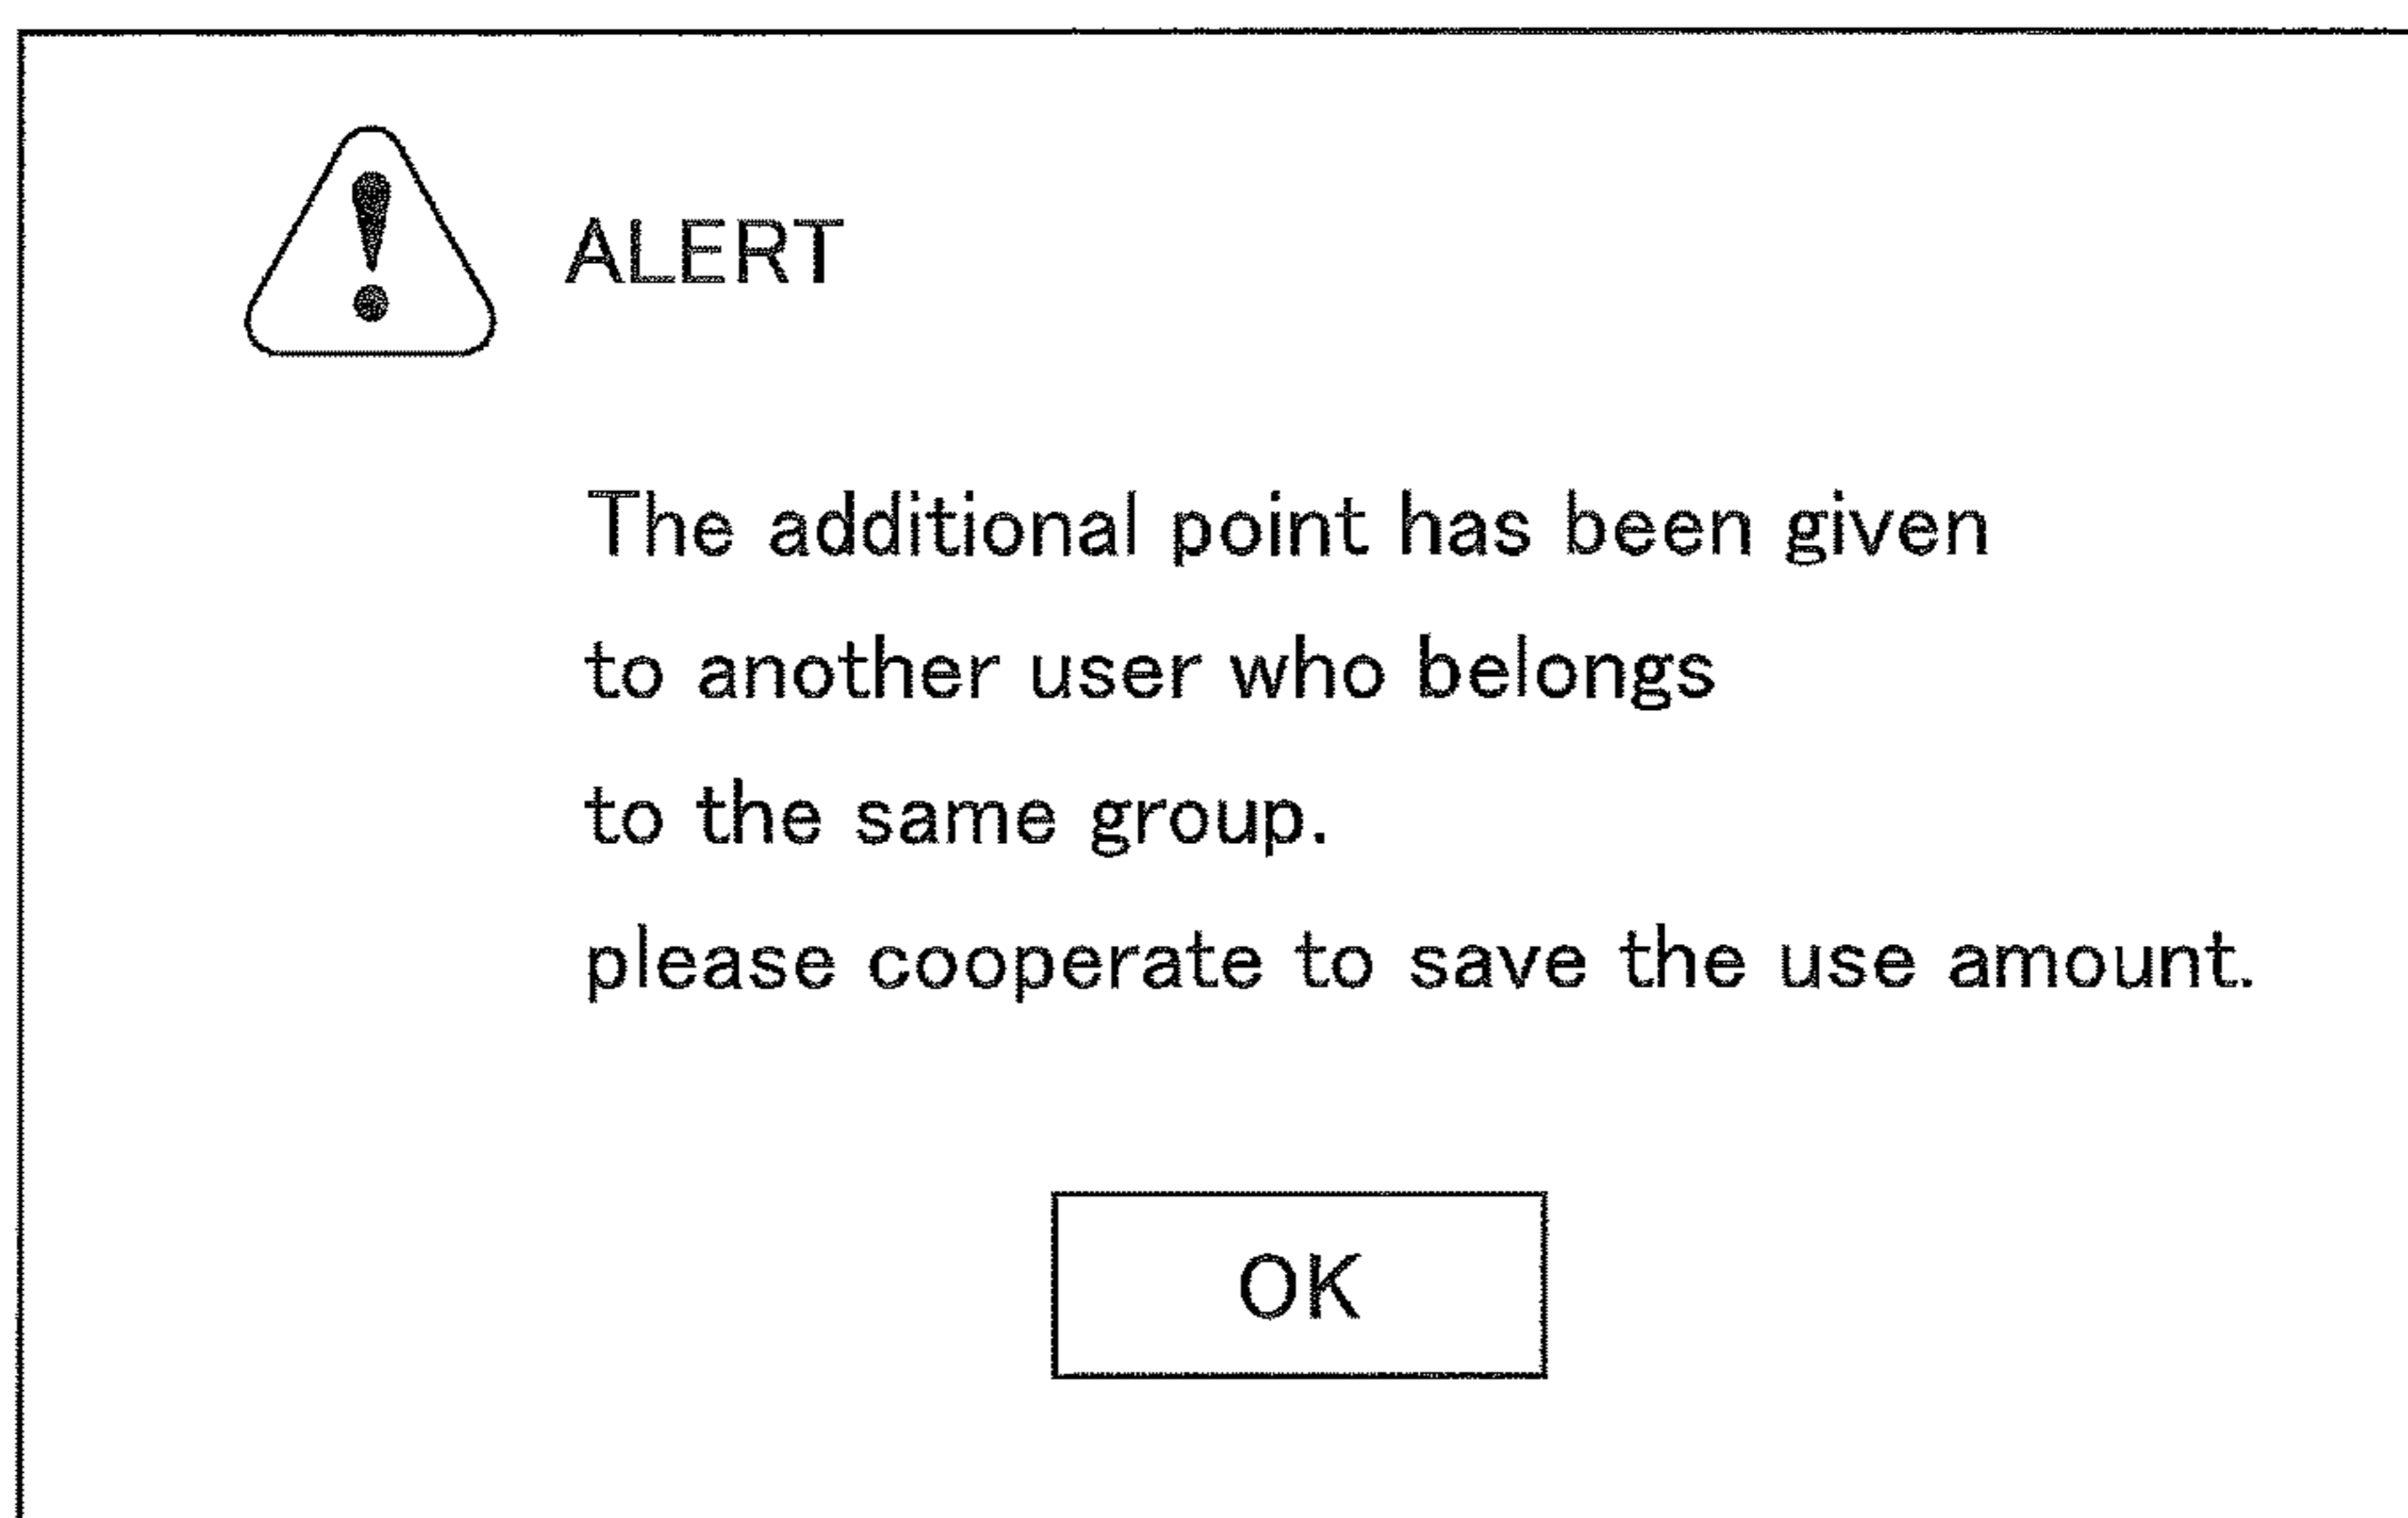 ALERT
The additional point has been given
to another user who belongs
to the same group.
please cooperate to save the use amount.
OK